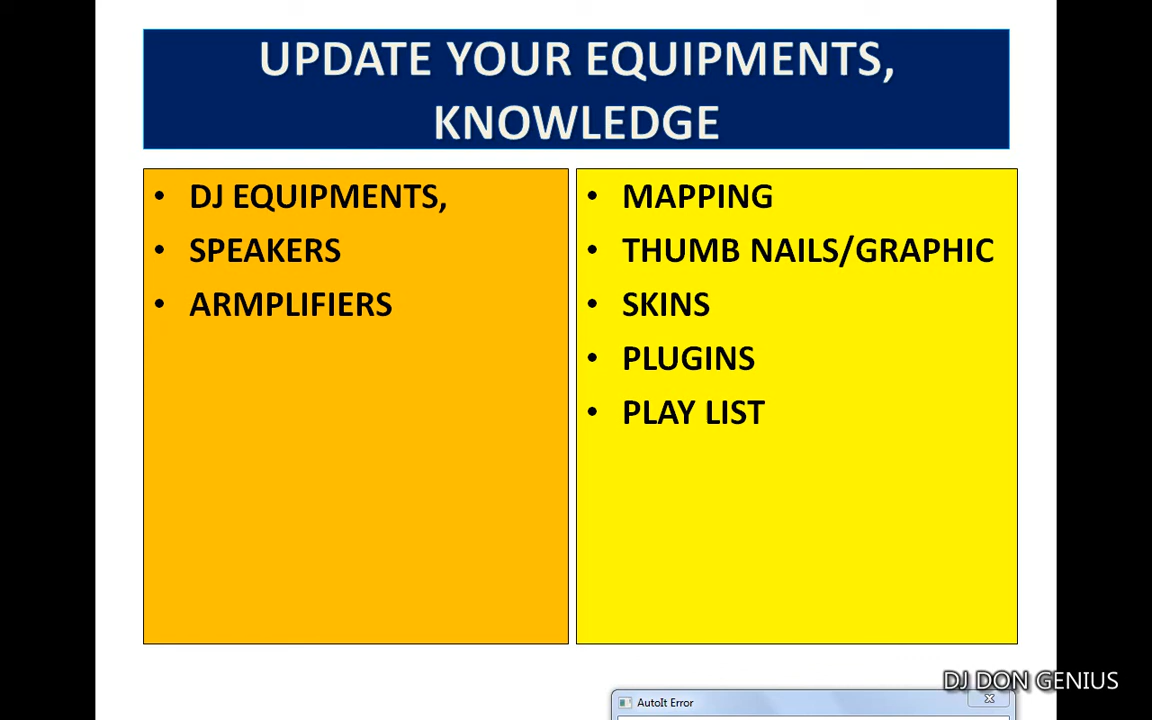 UPDATE YOUR EQUIPMENTS,
KNOWLEDGE
• DJ EQUIPMENTS,
• SPEAKERS
• ARMPLIFIERS
• MAPPING
• THUMB NAILS/GRAPHIC
• SKINS
• PLUGINS
• PLAY LIST
DJ DON GENIUS
AutoIt Error